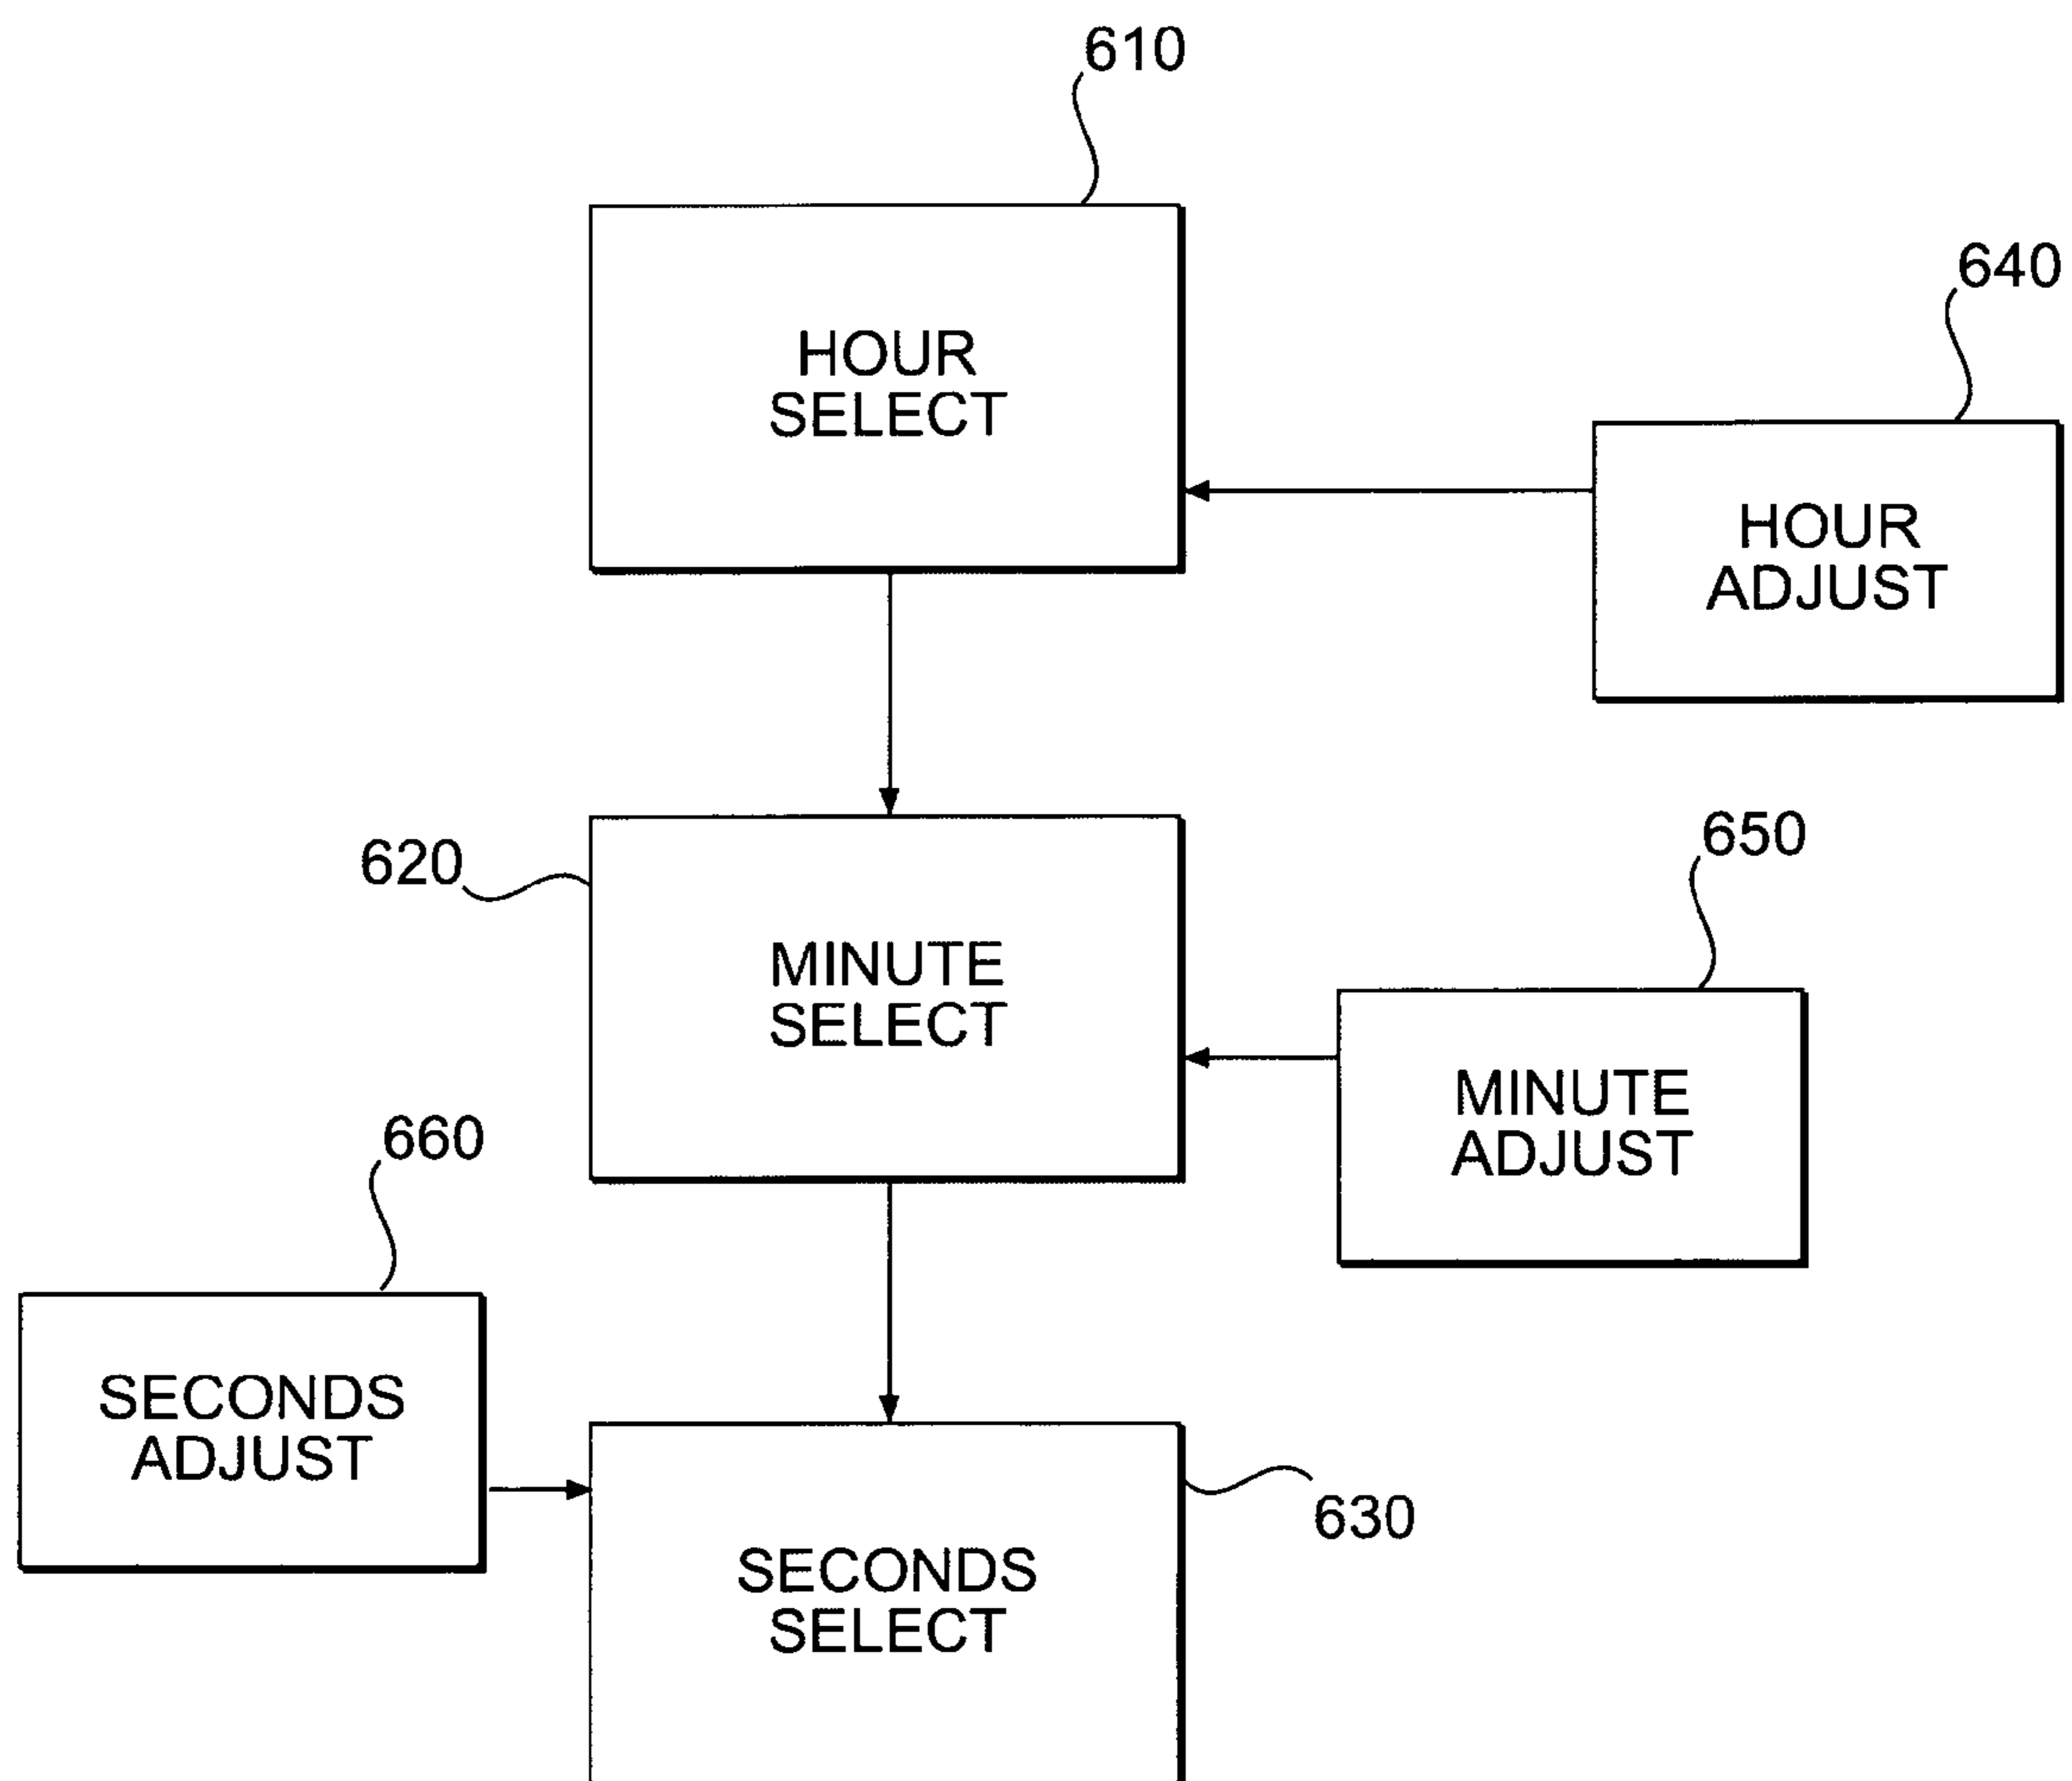 610
HOUR
SELECT
640
HOUR
ADJUST
620
MINUTE
SELECT
650
MINUTE
ADJUST
660
SECONDS
ADJUST
630
SECONDS
SELECT